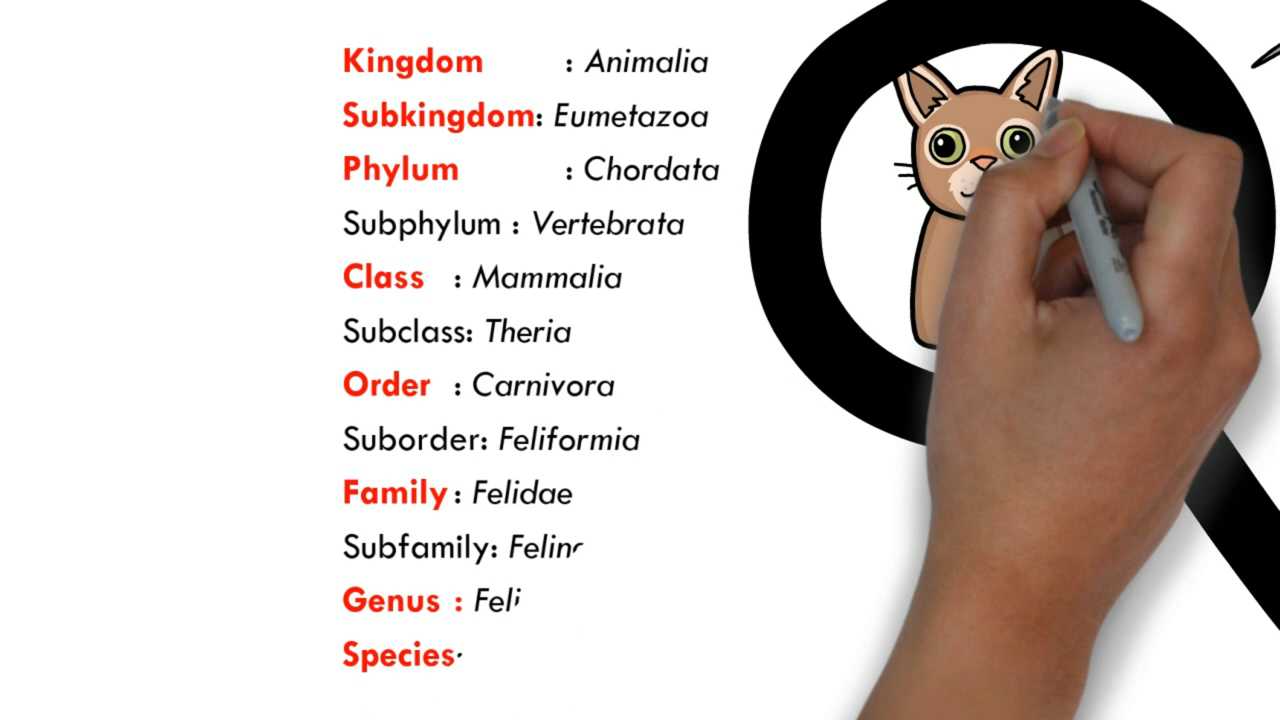 Kingdom : Animalia
Subkingdom: Eumetazoa
Phylum : Chordata
Subphylum : Vertebrata
Class : Mammalia
Subclass: Theria
Order : Carnivora
Suborder: Feliformia
Family : Felidae
Subfamily:
Genus :
Species